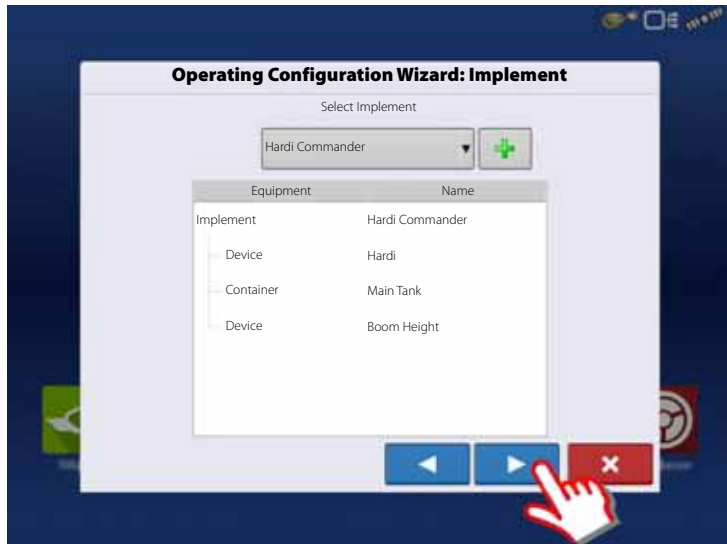 Operating Configuration Wizard: Implement
Select Implement
Hardi Commander
Equipment Name
Implement Hardi Commander
Device Hardi
Container Main Tank
Device Boom Height